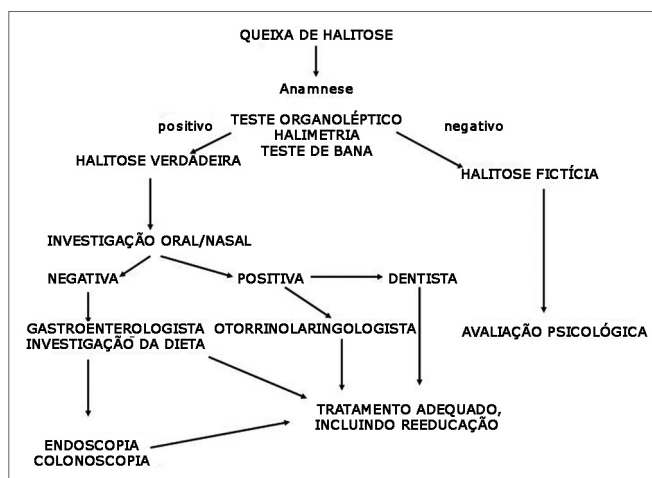 QUEIXA DE HALITOSE
Anamnese
positivo
TESTE ORGANOLÉPTICO
HALIMETRIA
TESTE DE BANA
negativo
HALITOSE VERDADEIRA
HALITOSE FICTÍCIA
INVESTIGAÇÃO ORAL/NASAL
NEGATIVA
POSITIVA
DENTISTA
GASTROENTEROLOGISTA
INVESTIGAÇÃO DA DIETA
OTORRINOLARINGOLOGISTA
AVALIAÇÃO PSICOLÓGICA
TRATAMENTO ADEQUADO,
INCLUINDO REEDUCAÇÃO
ENDOSCOPIA
COLONOSCOPIA